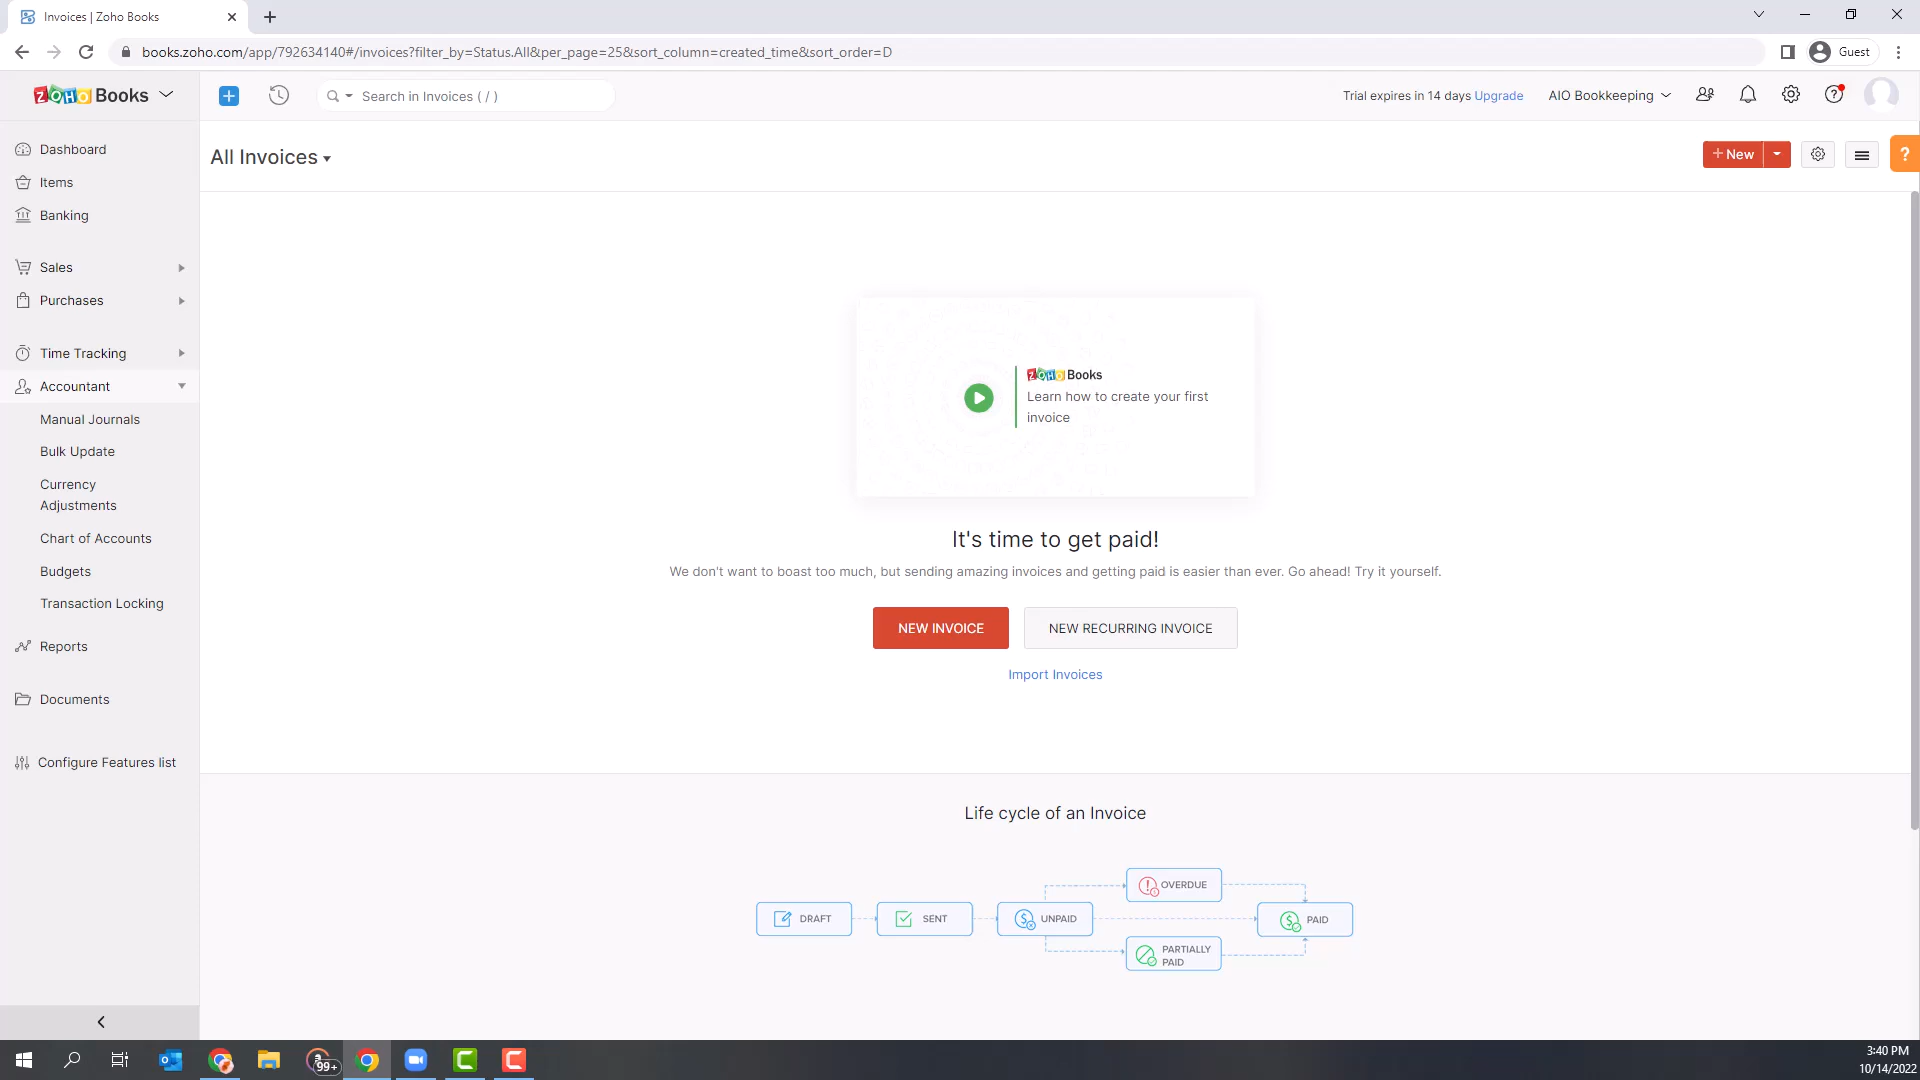 Invoices | Zoho Books
books.zoho.com/app/792634140#/invoices?filter_by=Status.All&per_page=25&sort_column=created_time&sort_order=D
Guest
ZOHO Books
Search in Invoices ( / )
Trial expires in 14 days Upgrade
AIO Bookkeeping
Dashboard
Items
Banking
Sales
Purchases
Time Tracking
Accountant
Manual Journals
Bulk Update
Currency
Adjustments
Chart of Accounts
Budgets
Transaction Locking
Reports
Documents
Configure Features list
All Invoices
+ New
?
ZOHO Books
Learn how to create your first
invoice
It's time to get paid!
We don't want to boast too much, but sending amazing invoices and getting paid is easier than ever. Go ahead! Try it yourself.
NEW INVOICE
NEW RECURRING INVOICE
Import Invoices
Life cycle of an Invoice
DRAFT
SENT
UNPAID
OVERDUE
PARTIALLY
PAID
PAID
99+
3:40 PM
10/14/2022